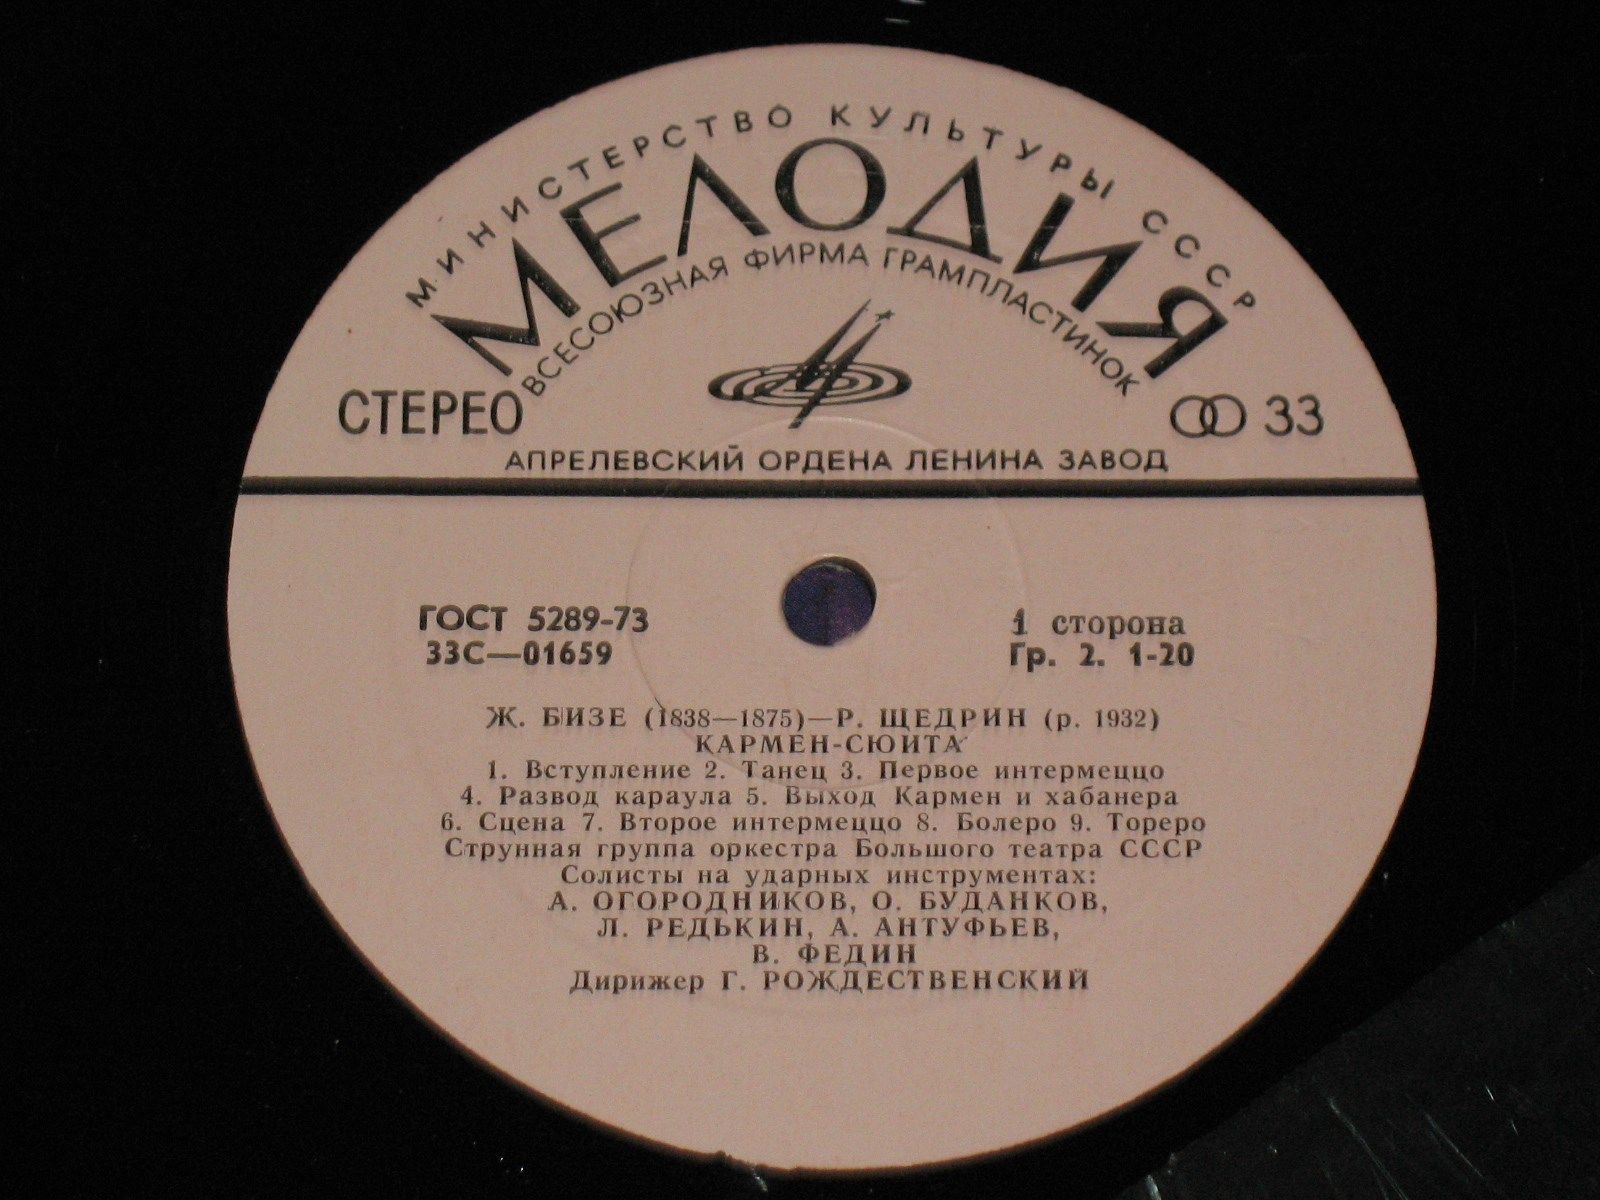 МИНИСТЕРСТВО КУЛЬТУРЫ СССР
МЕЛОДИЯ
ВСЕСОЮЗНАЯ ФИРМА ГРАМПЛАСТИНОК
СТЕРЕО 33
АПРЕЛЕВСКИЙ ОРДЕНА ЛЕНИНА ЗАВОД
ГОСТ 5289-73 1 сторона
33С—01659 Гр. 2. 1-20
Ж. БИЗЕ (1838—1875)—Р. ЩЕДРИН (р. 1932)
КАРМЕН-СЮИТА
1. Вступление 2. Танец 3. Первое интермеццо
4. Развод караула 5. Выход Кармен и хабанера
6. Сцена 7. Второе интермеццо 8. Болеро 9. Тореро
Струнная группа оркестра Большого театра СССР
Солисты на ударных инструментах:
А. ОГОРОДНИКОВ, О. БУДАНКОВ,
Л. РЕДЬКИН, А. АНТУФЬЕВ,
В. ФЕДИН
Дирижер Г. РОЖДЕСТВЕНСКИЙ